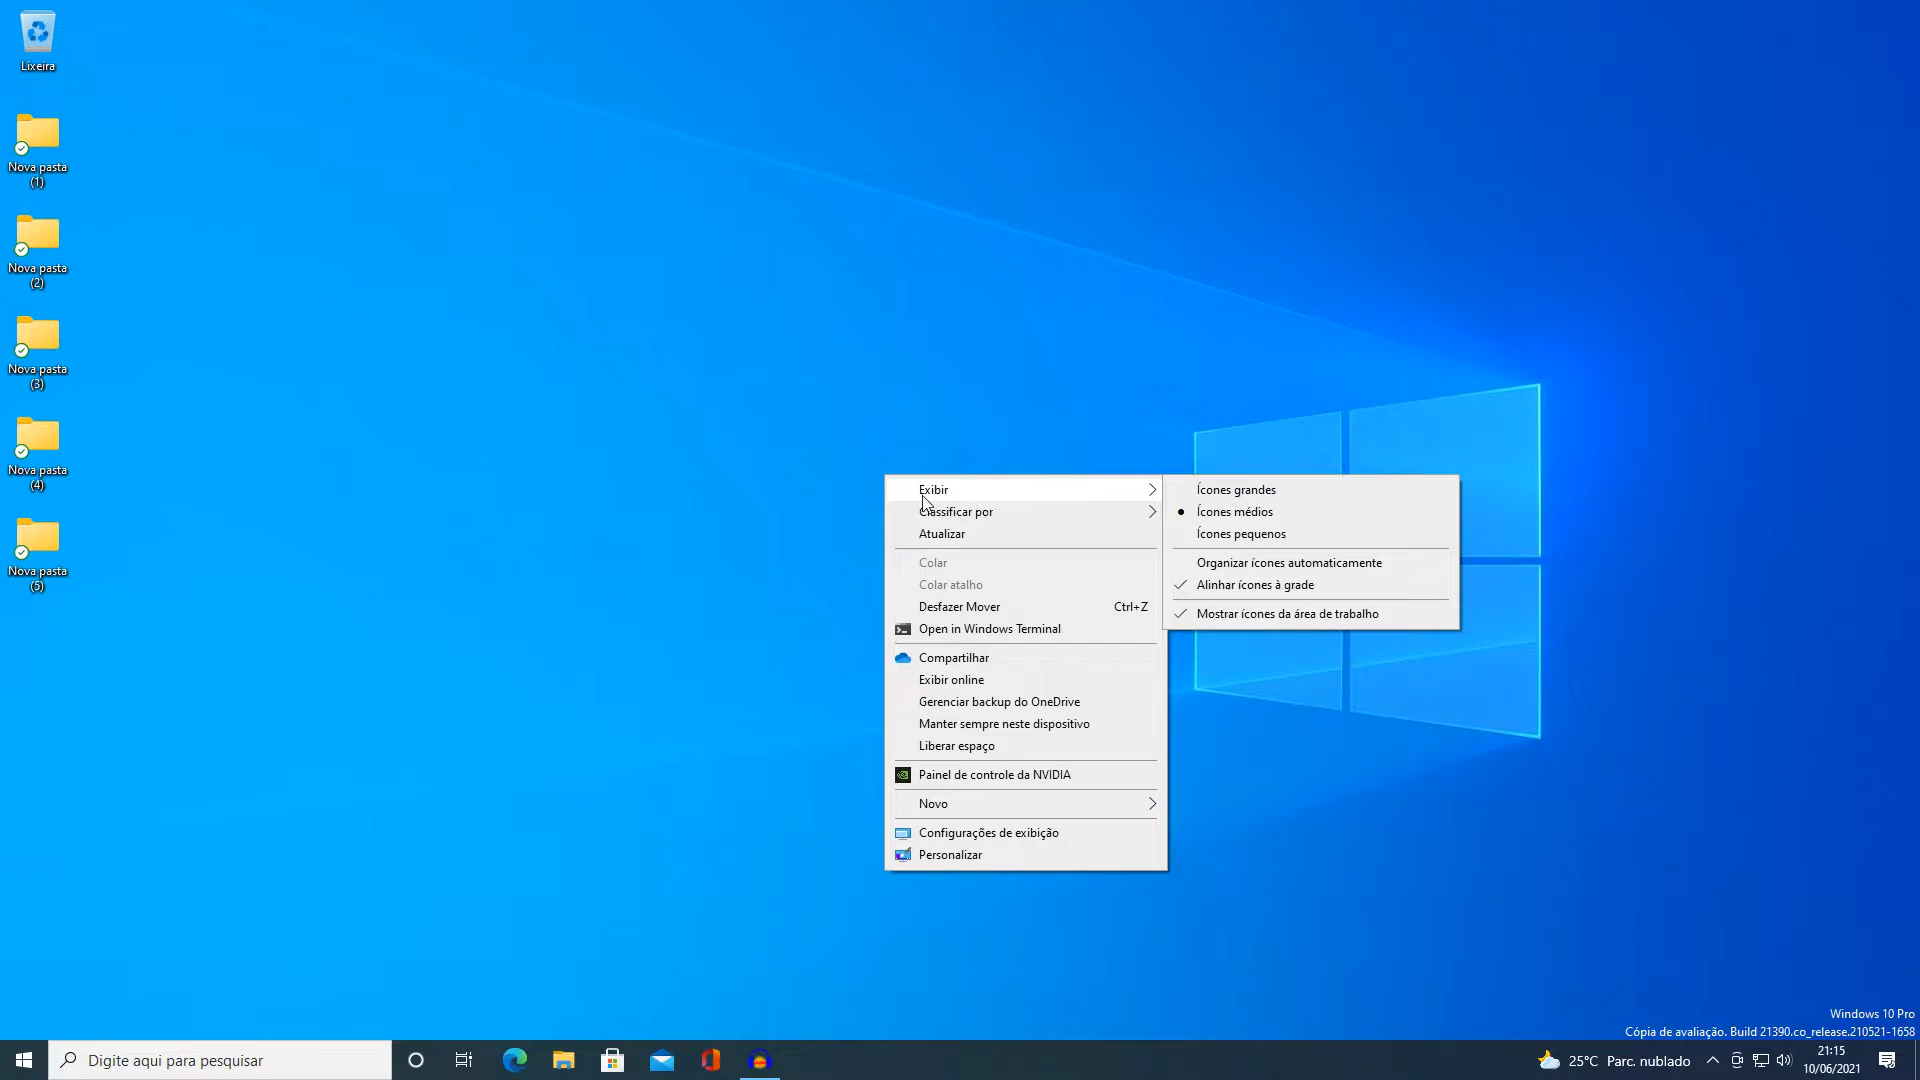 Lixeira
Nova pasta
(1)
Nova pasta
(2)
Nova pasta
(3)
Nova pasta
(4)
Nova pasta
(5)
Exibir
Classificar por
Atualizar
Colar
Colar atalho
Desfazer Mover Ctrl+Z
Open in Windows Terminal
Compartilhar
Exibir online
Gerenciar backup do OneDrive
Manter sempre neste dispositivo
Liberar espaço
Painel de controle da NVIDIA
Novo
Configurações de exibição
Personalizar
Ícones grandes
Ícones médios
Ícones pequenos
Organizar ícones automaticamente
Alinhar ícones à grade
Mostrar ícones da área de trabalho
Windows 10 Pro
Cópia de avaliação. Build 21390.co_release.210521-1658
Digite aqui para pesquisar
25°C Parc. nublado
21:15
10/06/2021